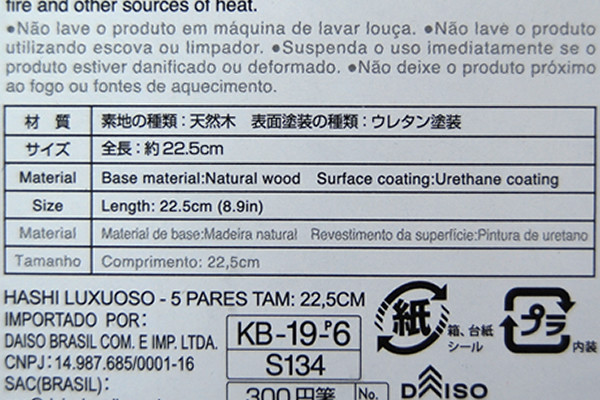 fire and other sources of heat.
●Não lave o produto em máquina de lavar louça. ●Não lave o produto
utilizando escova ou limpador. ●Suspenda o uso imediatamente se o
produto estiver danificado ou deformado. ●Não deixe o produto próximo
ao fogo ou fontes de aquecimento.
材 質 素地の種類：天然木 表面塗装の種類：ウレタン塗装
サイズ 全長：約22.5cm
Material Base material:Natural wood Surface coating:Urethane coating
Size Length: 22.5cm (8.9in)
Material Material de base:Madeira natural Revestimento da superfície:Pintura de uretano
Tamanho Comprimento: 22,5cm
HASHI LUXUOSO - 5 PARES TAM: 22,5CM
IMPORTADO POR:
DAISO BRASIL COM. E IMP. LTDA.
CNPJ: 14.987.685/0001-16
SAC(BRASIL):
KB-19-P6
S134
300円箸 No.
紙
箱、台紙
シール
プラ
内装
DAISO